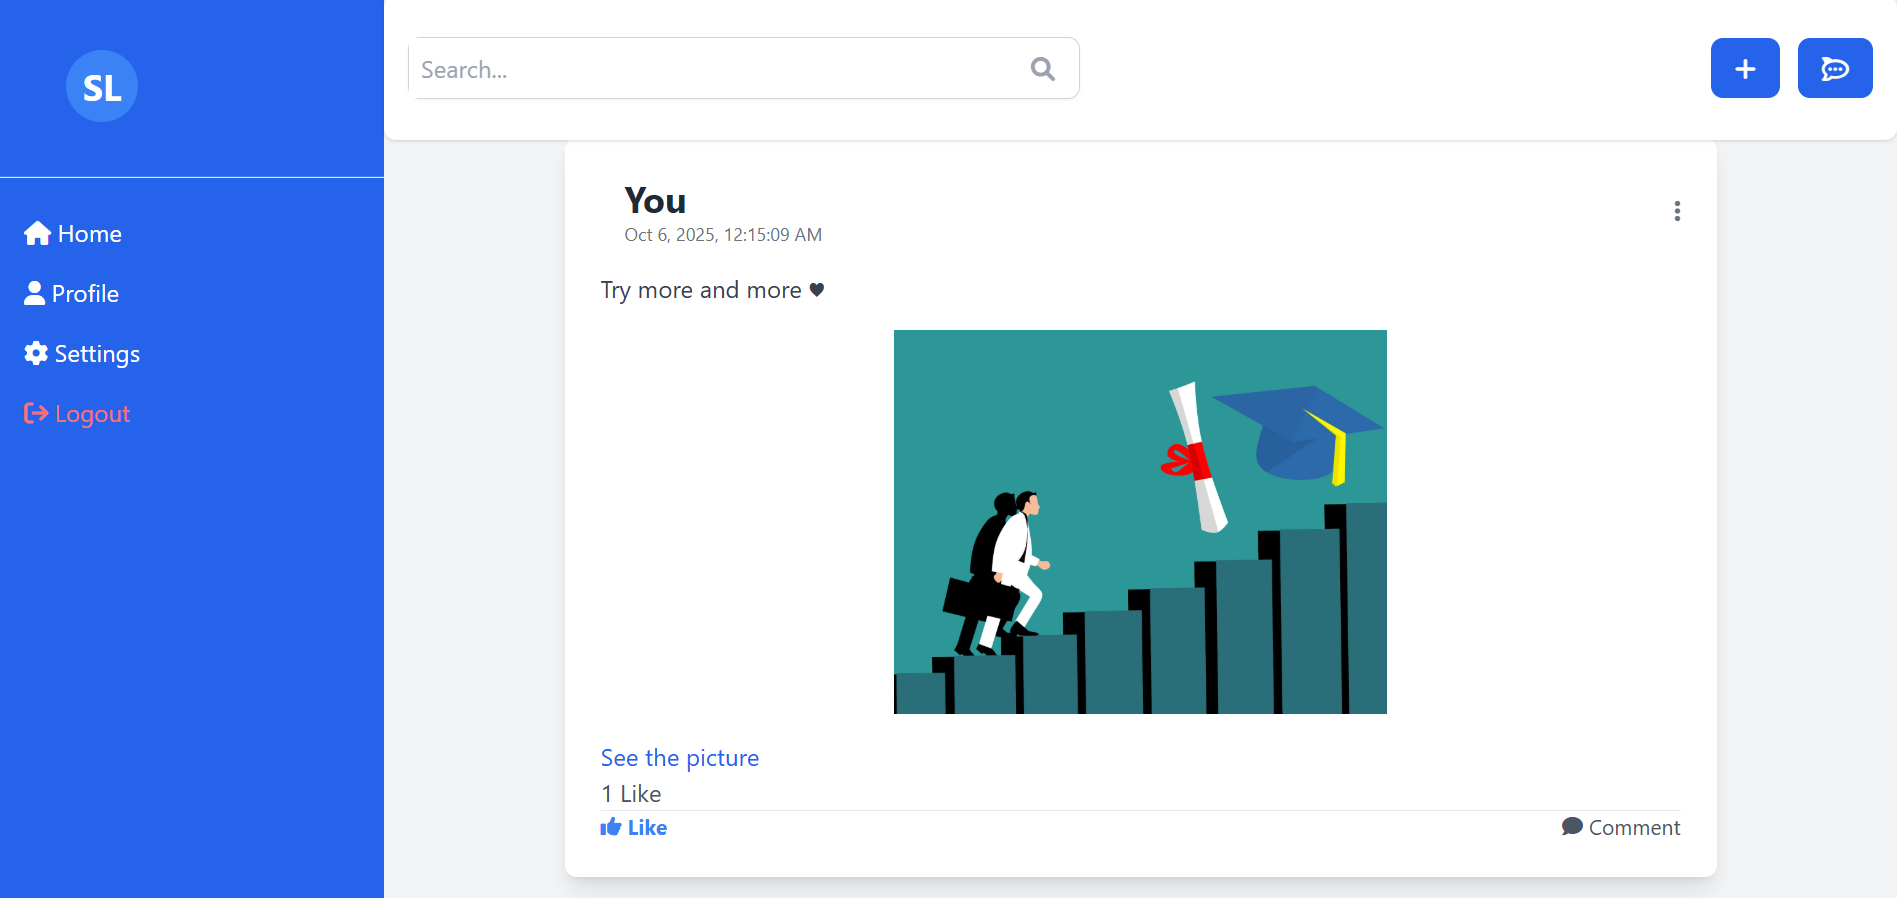 SL
Home
Profile
Settings
Logout
Search...
You
Oct 6, 2025, 12:15:09 AM
Try more and more ♥
See the picture
1 Like
Like
Comment